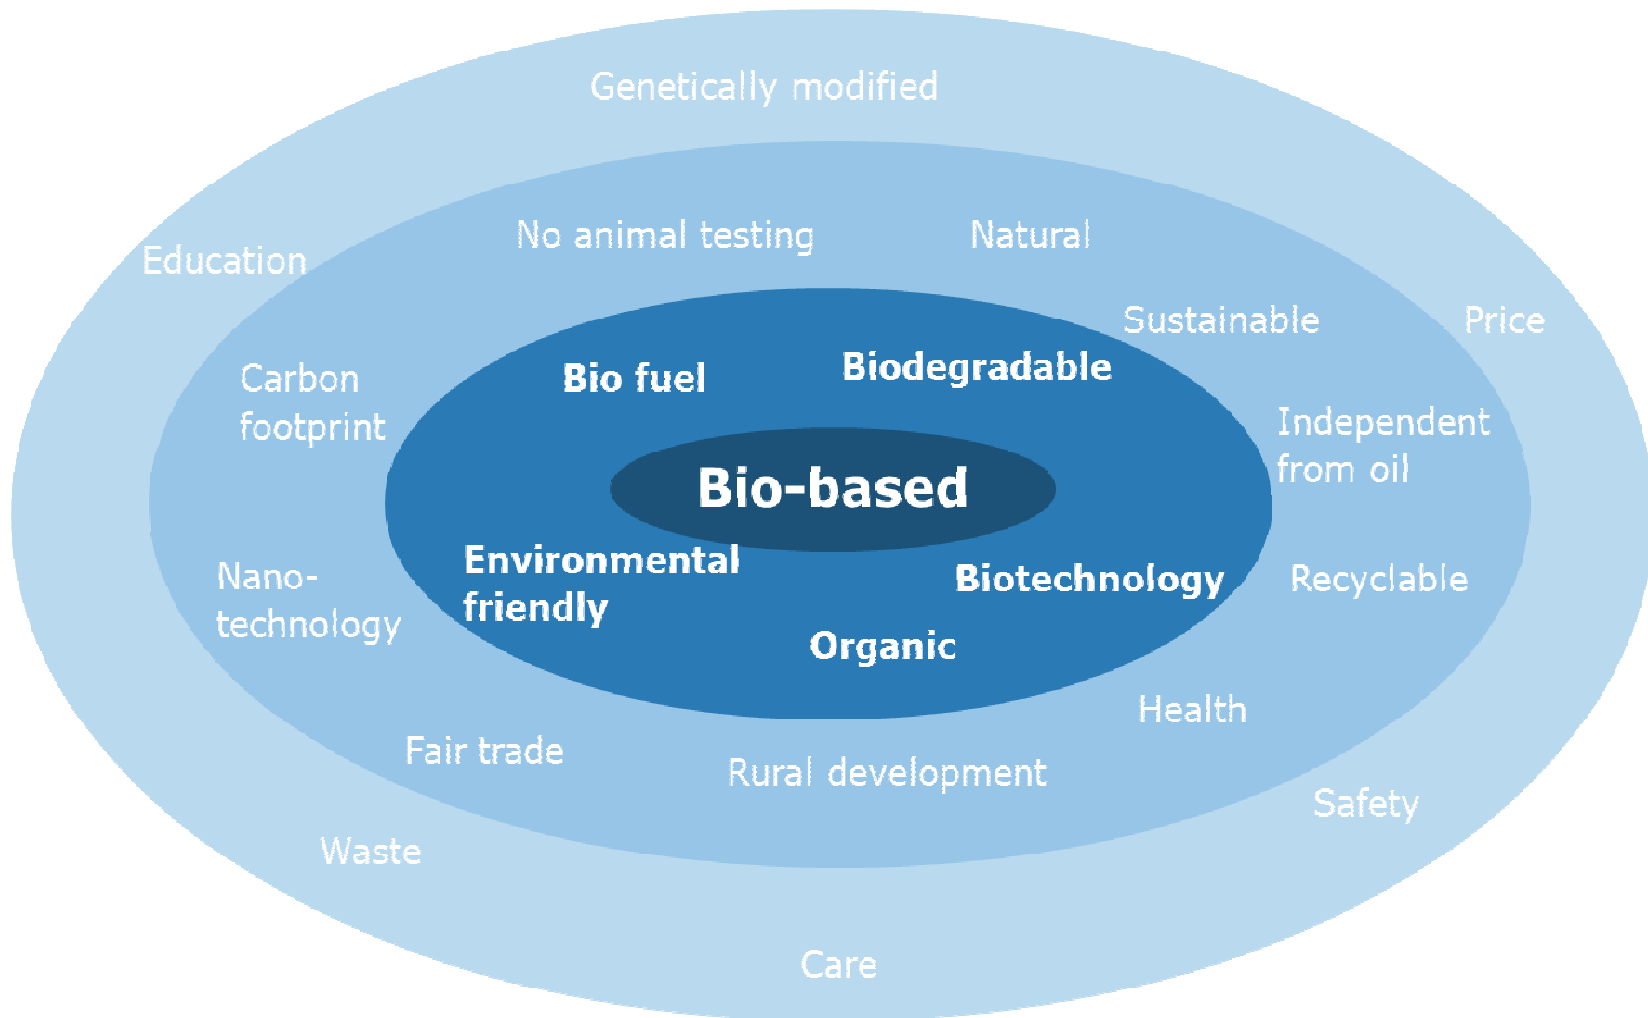 Genetically modified
No animal testing
Natural
Education
Sustainable
Price
Carbon
footprint
Bio fuel
Biodegradable
Independent
from oil
Bio-based
Environmental
friendly
Biotechnology
Nano-
technology
Recyclable
Organic
Health
Fair trade
Rural development
Safety
Waste
Care